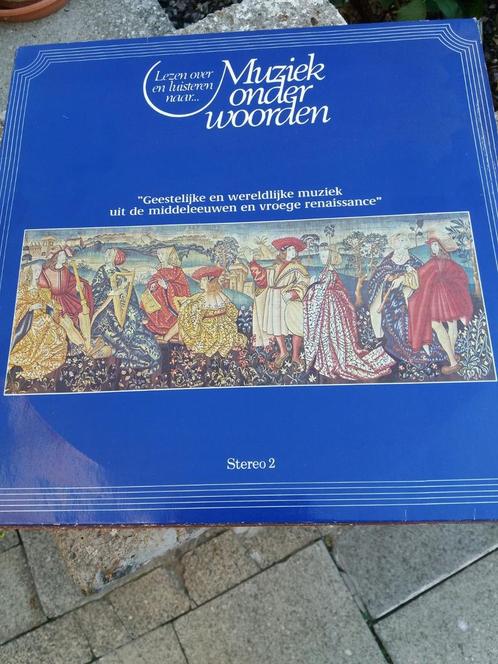 Lezen over
en luisteren
naar...
Muziek
onder
woorden
"Geestelijke en wereldlijke muziek
uit de middeleeuwen en vroege renaissance"
Stereo 2